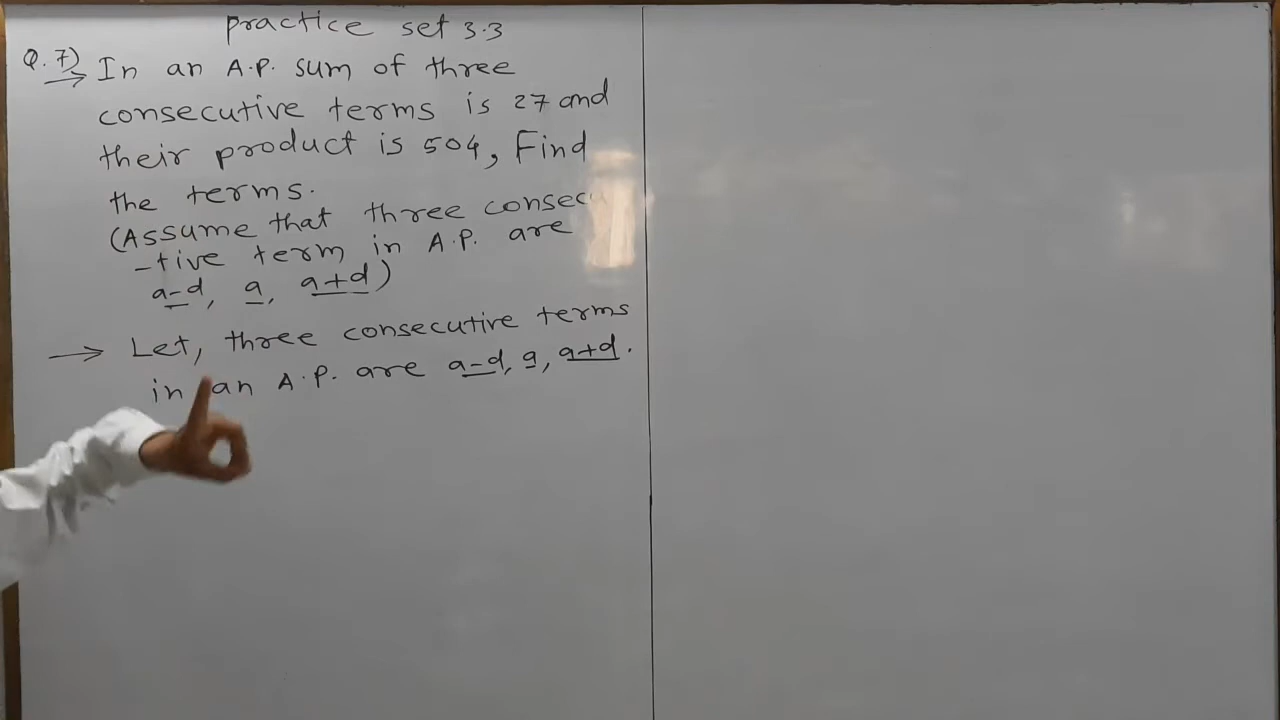 practice set 3.3
Q. 7) In an A.P. sum of three
consecutive terms is 27 and
their product is 504, Find
the terms.
(Assume that three consecu
-tive term in A.P. are
a-d, a, a+d)
→ Let, three consecutive terms
in an A.P. are a-d, a, a+d.